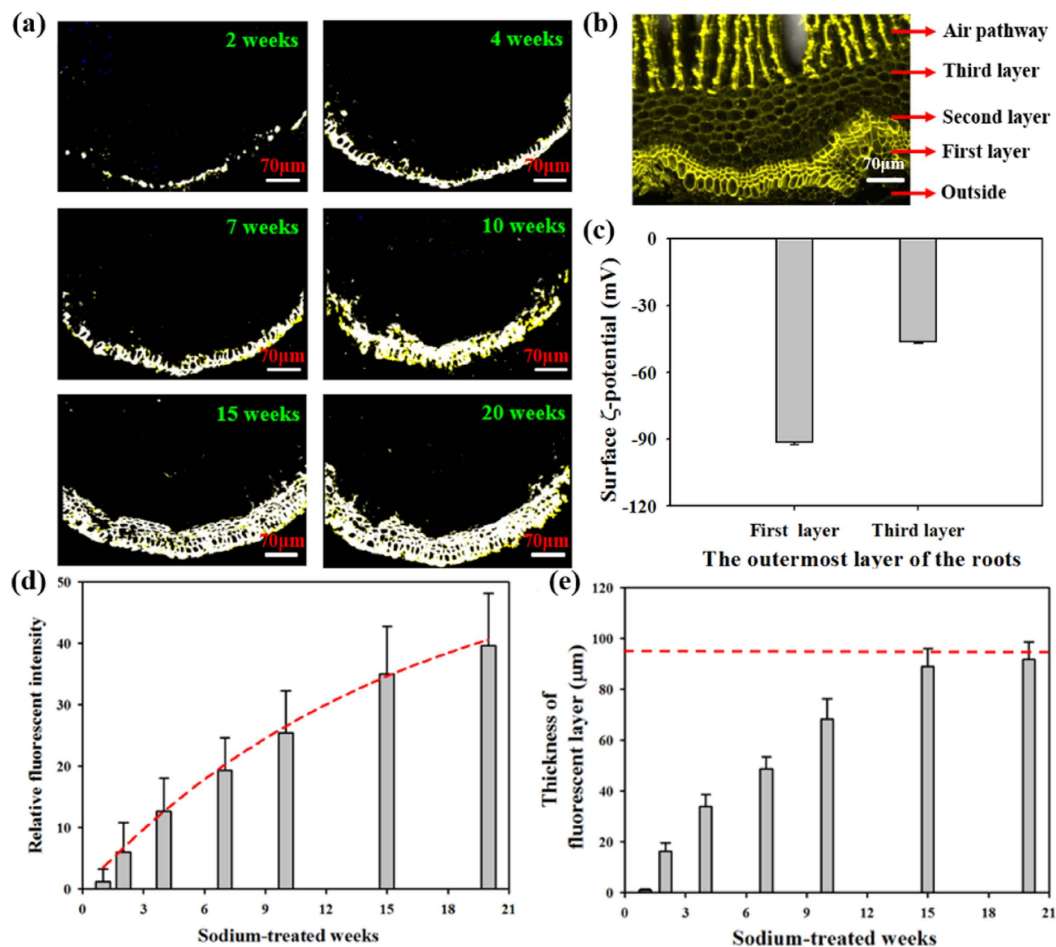 (a)
2 weeks
70μm
4 weeks
70μm
7 weeks
70μm
10 weeks
70μm
15 weeks
70μm
20 weeks
70μm
(b)
Air pathway
Third layer
Second layer
First layer
Outside
70μm
(c)
0
-30
-60
-90
-120
Surface ζ-potential (mV)
First layer
Third layer
The outermost layer of the roots
(d)
50
40
30
20
10
0
Relative fluorescent intensity
0 3 6 9 12 15 18 21
Sodium-treated weeks
(e)
120
100
80
60
40
20
0
Thickness of
fluorescent layer (μm)
0 3 6 9 12 15 18 21
Sodium-treated weeks